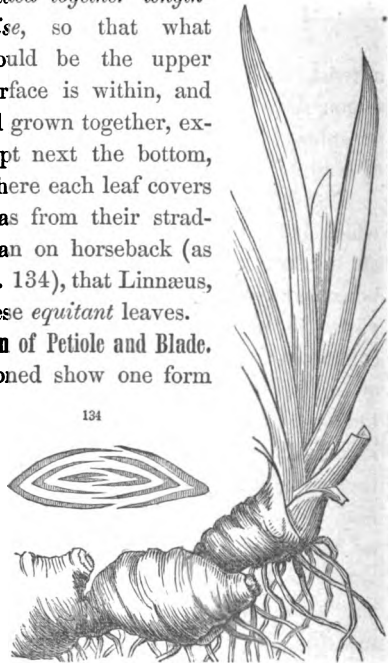 se, so that what
ould be the upper
rface is within, and
l grown together, ex-
pt next the bottom,
here each leaf covers
as from their strad-
an on horseback (as
. 134), that Linnæus,
ese equitant leaves.
n of Petiole and Blade.
oned show one form
134